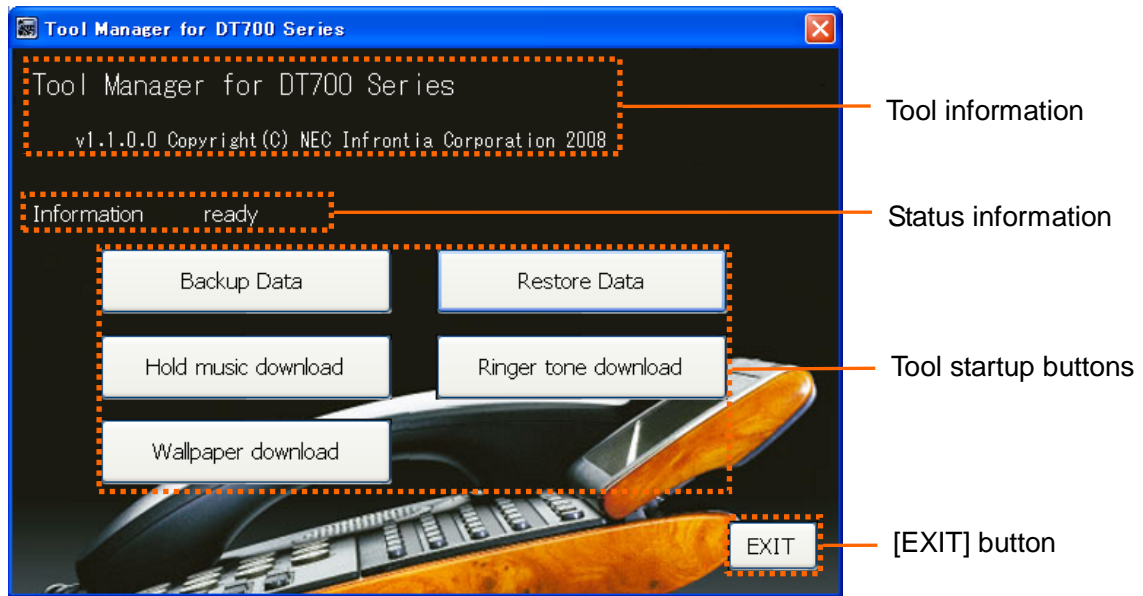 Tool Manager for DT700 Series
Tool Manager for DT700 Series
v1.1.0.0 Copyright(C) NEC Infrontia Corporation 2008
Tool information
Information ready
Status information
Backup Data
Restore Data
Hold music download
Ringer tone download
Tool startup buttons
Wallpaper download
EXIT
[EXIT] button